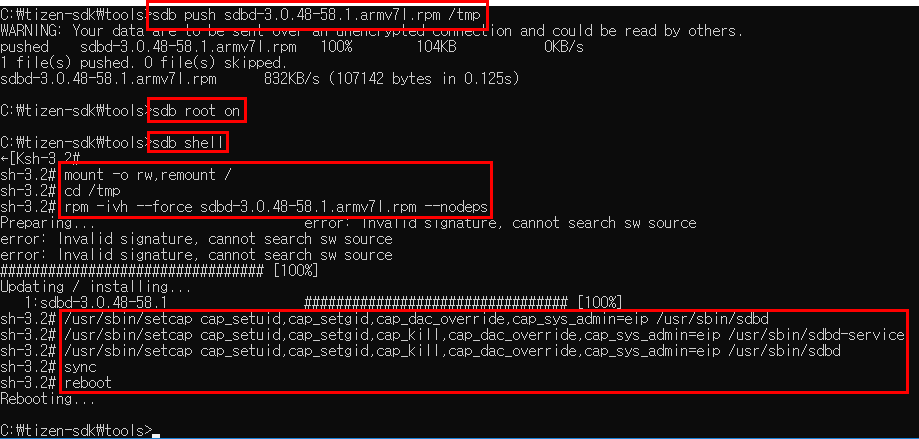 C:₩tizen-sdk₩tools>sdb push sdbd-3.0.48-58.1.armv7l.rpm /tmp
WARNING: Your data are to be sent over an unencrypted connection and could be read by others.
pushed    sdbd-3.0.48-58.1.armv7l.rpm   100%      104KB        0KB/s
1 file(s) pushed. 0 file(s) skipped.
sdbd-3.0.48-58.1.armv7l.rpm      832KB/s (107142 bytes in 0.125s)
C:₩tizen-sdk₩tools>sdb root on
C:₩tizen-sdk₩tools>sdb shell
←[Ksh-3.2#
sh-3.2# mount -o rw,remount /
sh-3.2# cd /tmp
sh-3.2# rpm -ivh --force sdbd-3.0.48-58.1.armv7l.rpm --nodeps
Preparing...                          error: Invalid signature, cannot search sw source
error: Invalid signature, cannot search sw source
error: Invalid signature, cannot search sw source
################################# [100%]
Updating / installing...
   1:sdbd-3.0.48-58.1                 ################################# [100%]
sh-3.2# /usr/sbin/setcap cap_setuid,cap_setgid,cap_dac_override,cap_sys_admin=eip /usr/sbin/sdbd
sh-3.2# /usr/sbin/setcap cap_setuid,cap_setgid,cap_kill,cap_dac_override,cap_sys_admin=eip /usr/sbin/sdbd-service
sh-3.2# /usr/sbin/setcap cap_setuid,cap_setgid,cap_kill,cap_dac_override,cap_sys_admin=eip /usr/sbin/sdbd
sh-3.2# sync
sh-3.2# reboot
Rebooting...
C:₩tizen-sdk₩tools>_